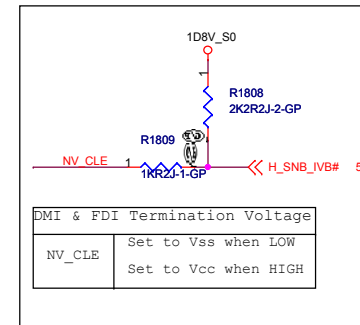 1D8V_S0
1
R1808
2K2R2J-2-GP
R1809
NV_CLE
1
1KR2J-1-GP
H_SNB_IVB# 5
DMI & FDI Termination Voltage
NV_CLE
Set to Vss when LOW
Set to Vcc when HIGH